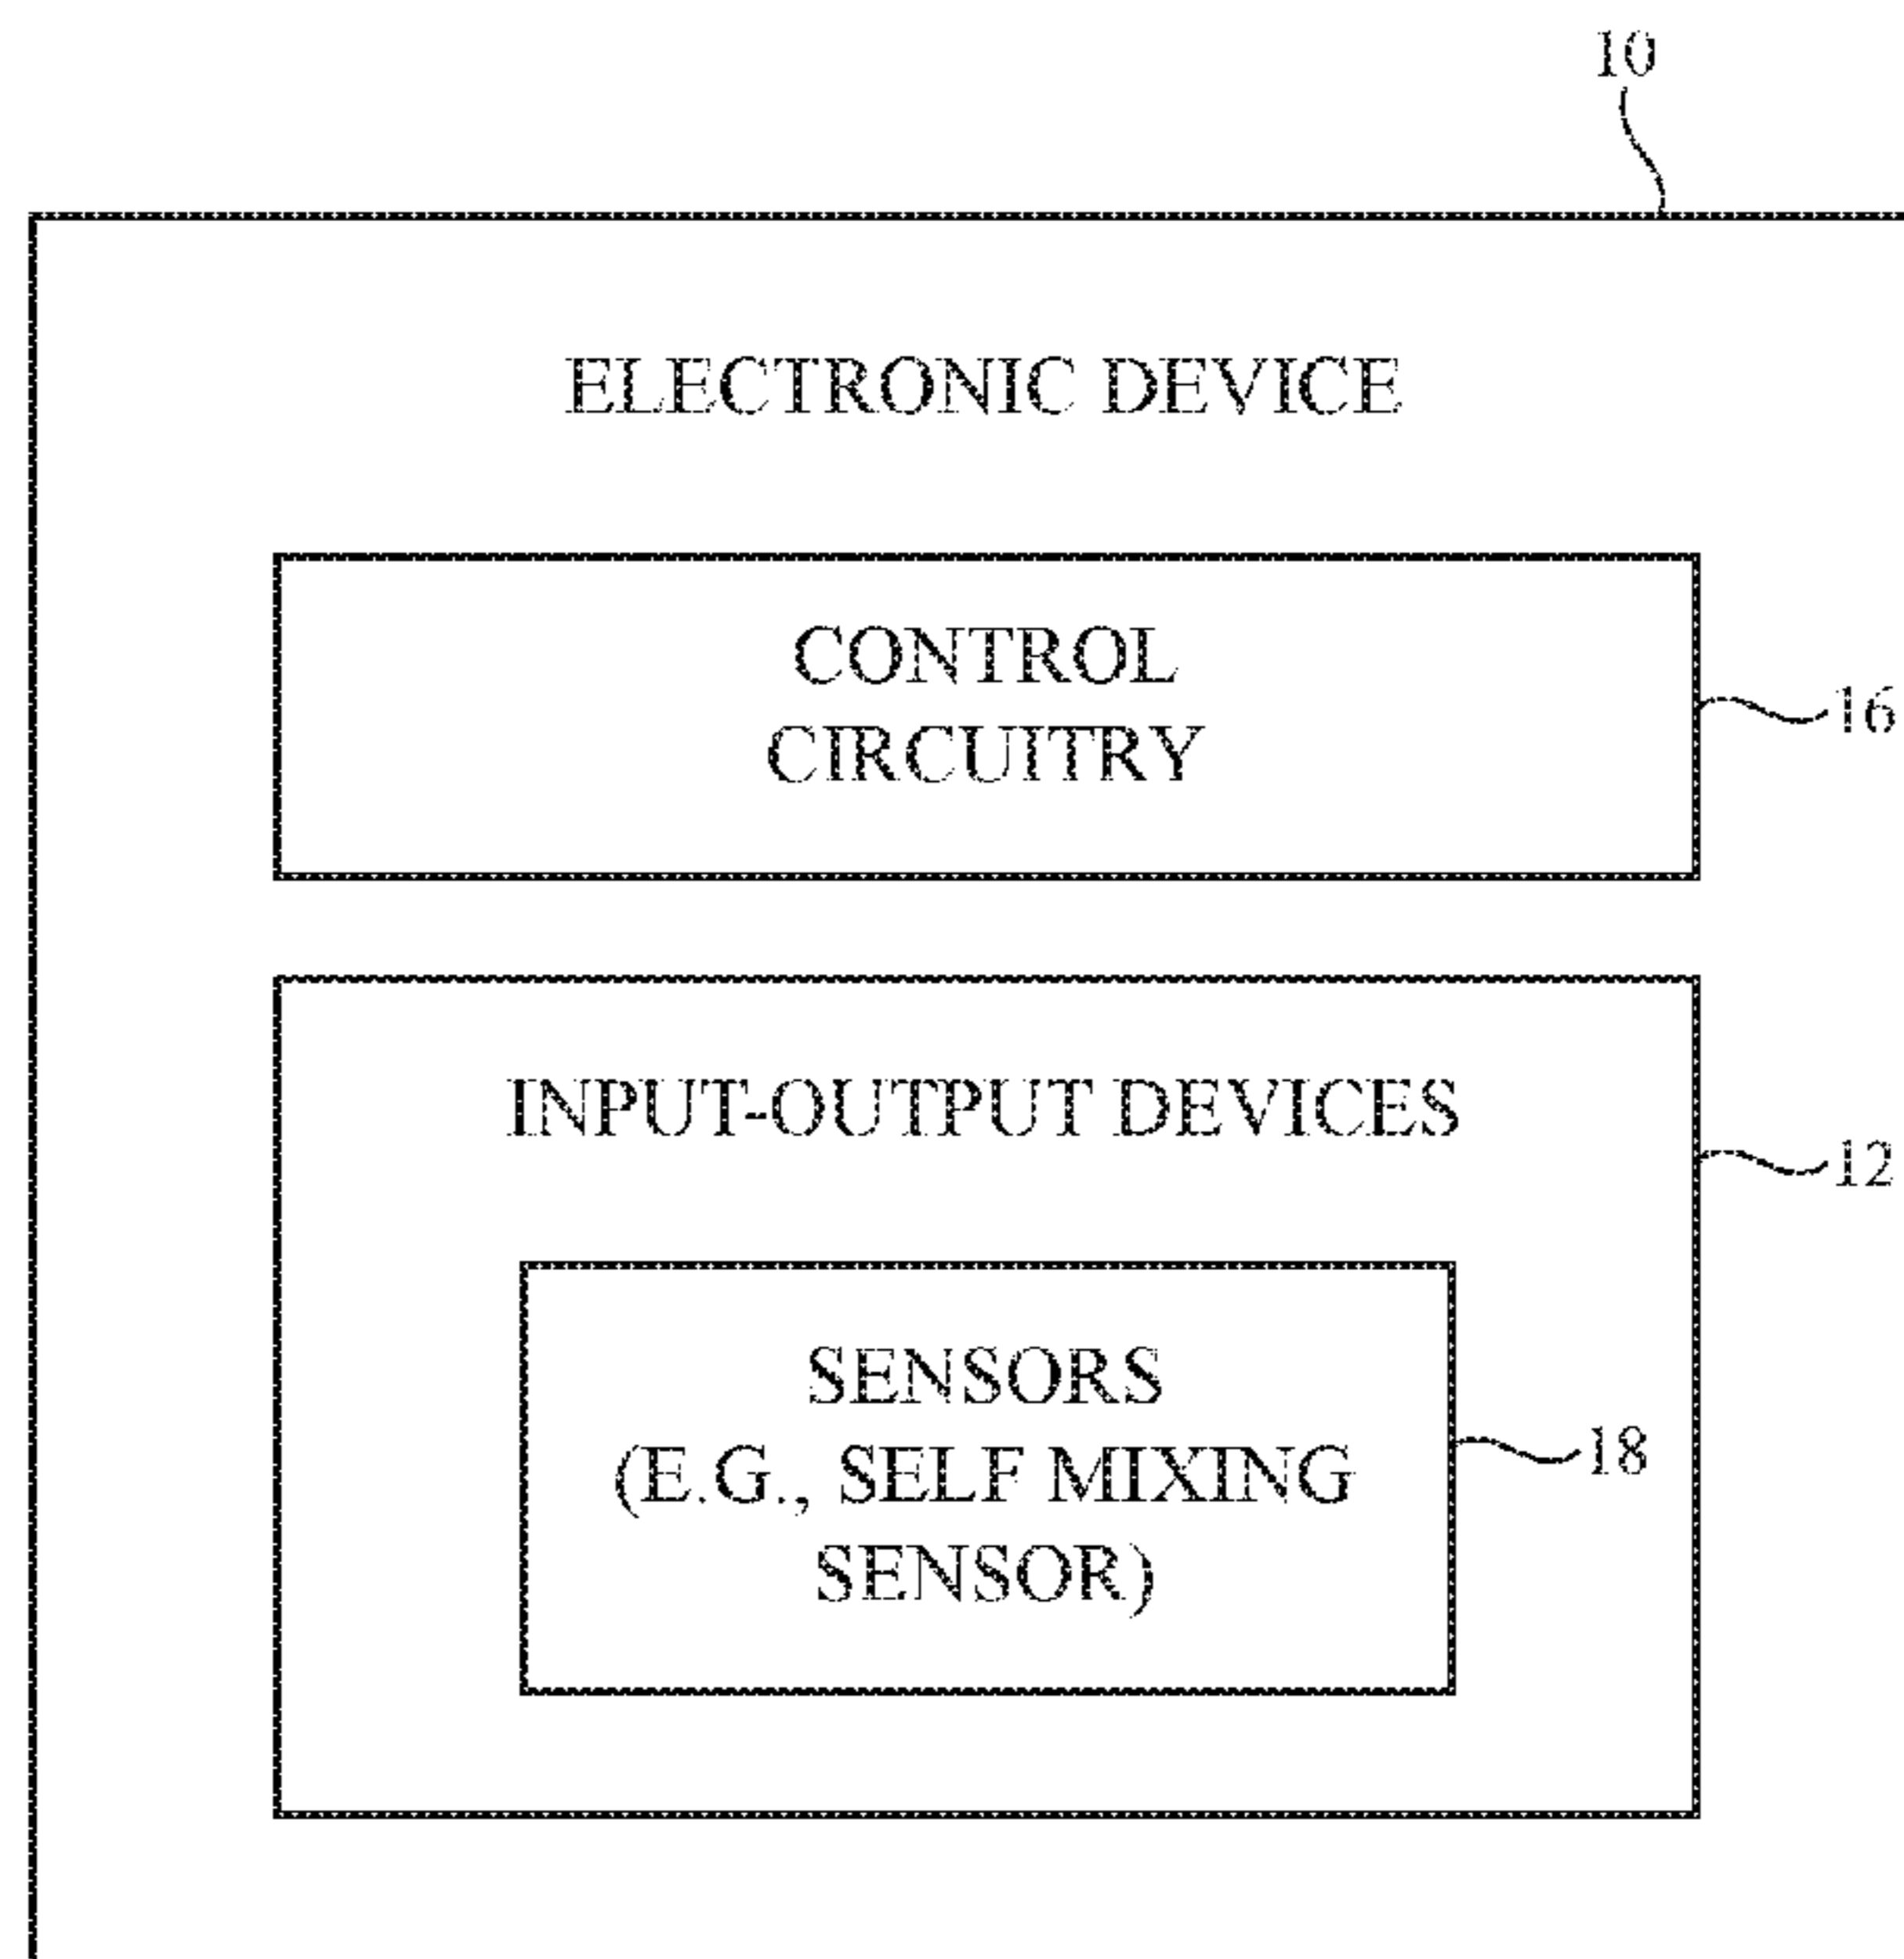 10
ELECTRONIC DEVICE
CONTROL
CIRCUITRY
16
INPUT-OUTPUT DEVICES
12
SENSORS
(E.G., SELF MIXING
SENSOR)
18